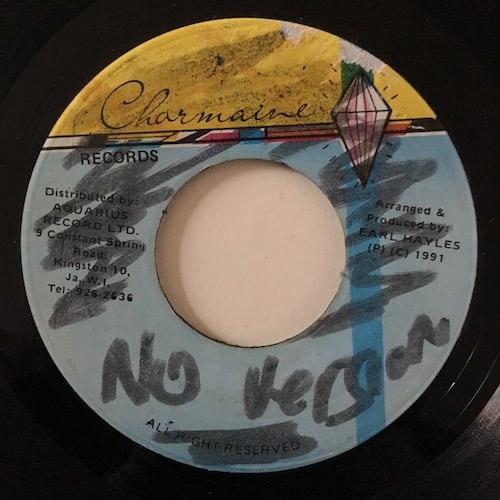 Charmaine
RECORDS
Distributed by:
AQUARIUS
RECORD LTD.
9 Constant Spring
Road.
Kingston 10,
Ja., W.I.
Tel: 926-2636
Arranged &
Produced by:
EARL HAYLES
(P) (C) 1991
No Version
ALL RIGHT RESERVED